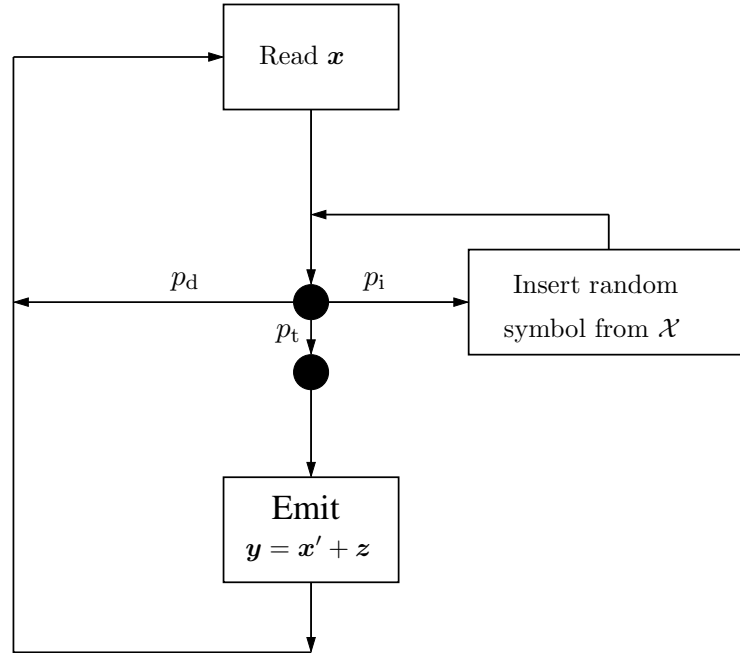 Read x
p_d
p_i
Insert random
symbol from 𝒳
p_t
Emit
y = x′ + z